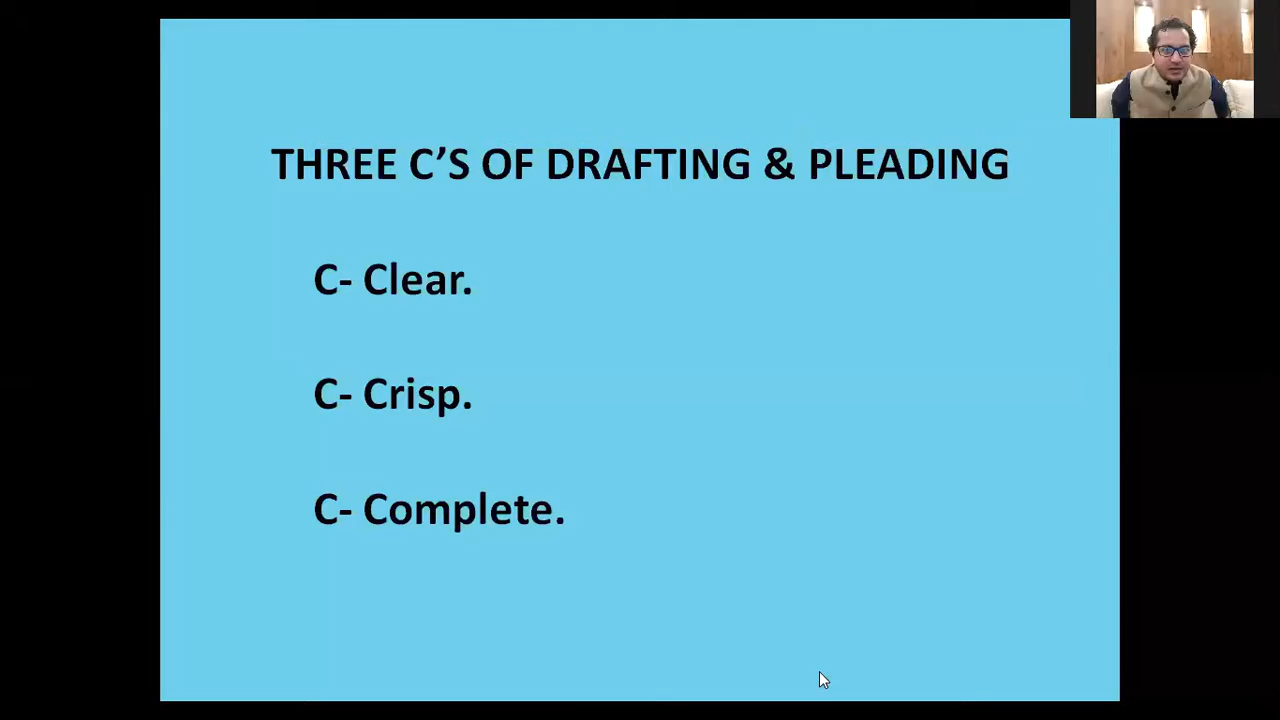 THREE C’S OF DRAFTING & PLEADING
C- Clear.
C- Crisp.
C- Complete.